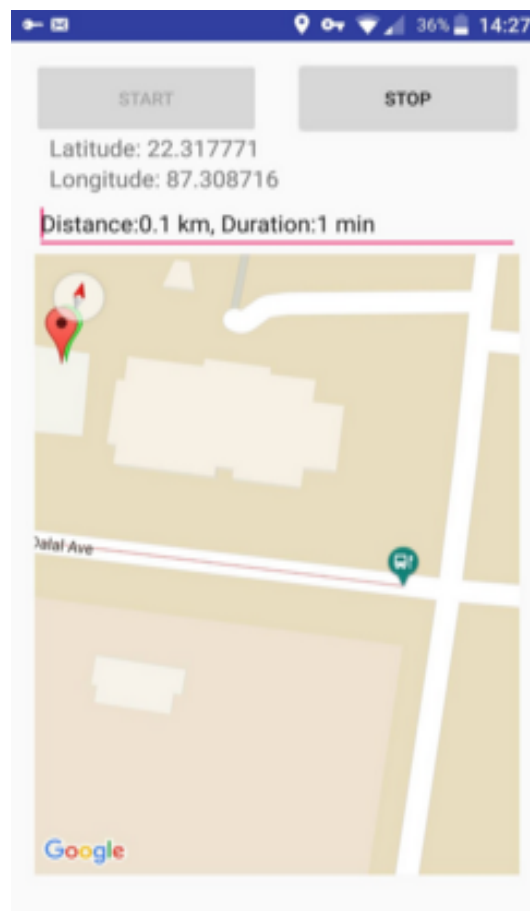 36% 14:27
START STOP
Latitude: 22.317771
Longitude: 87.308716
Distance:0.1 km, Duration:1 min
Dalal Ave
Google